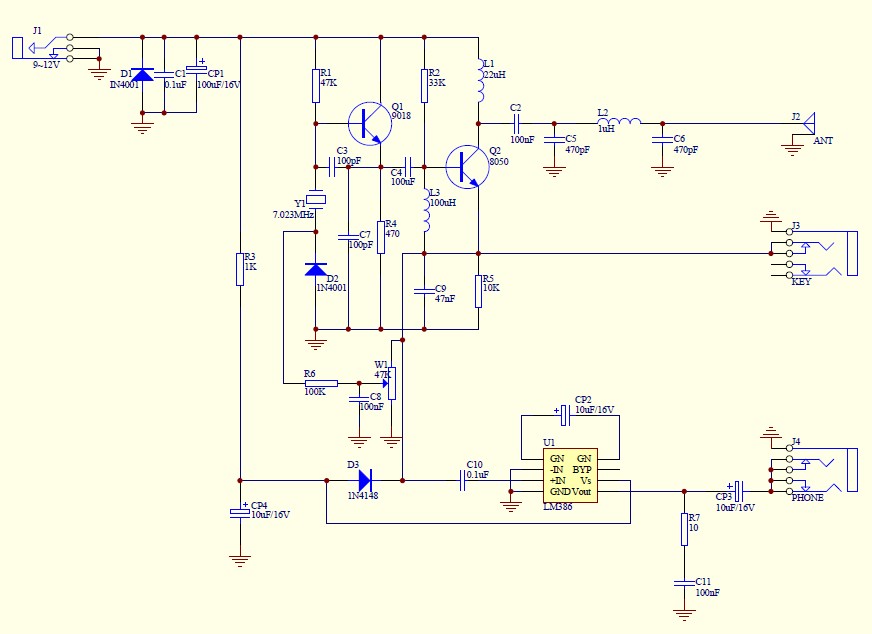 J1
9~12V
D1
IN4001
C1
0.1uF
CP1
100uF/16V
R1
47K
Q1
9018
R2
33K
L1
22uH
C2
100nF
L2
1uH
C5
470pF
C6
470pF
J2
ANT
Q2
8050
C3
100pF
C4
100uF
L3
100uH
Y1
7.023MHz
C7
100pF
R4
470
J3
KEY
R3
1K
D2
1N4001
C9
47nF
R5
10K
W1
47K
R6
100K
C8
100nF
CP2
10uF/16V
U1
GN GN
-IN BYP
+IN Vs
GND Vout
LM386
D3
1N4148
C10
0.1uF
CP4
10uF/16V
CP3
10uF/16V
J4
PHONE
R7
10
C11
100nF